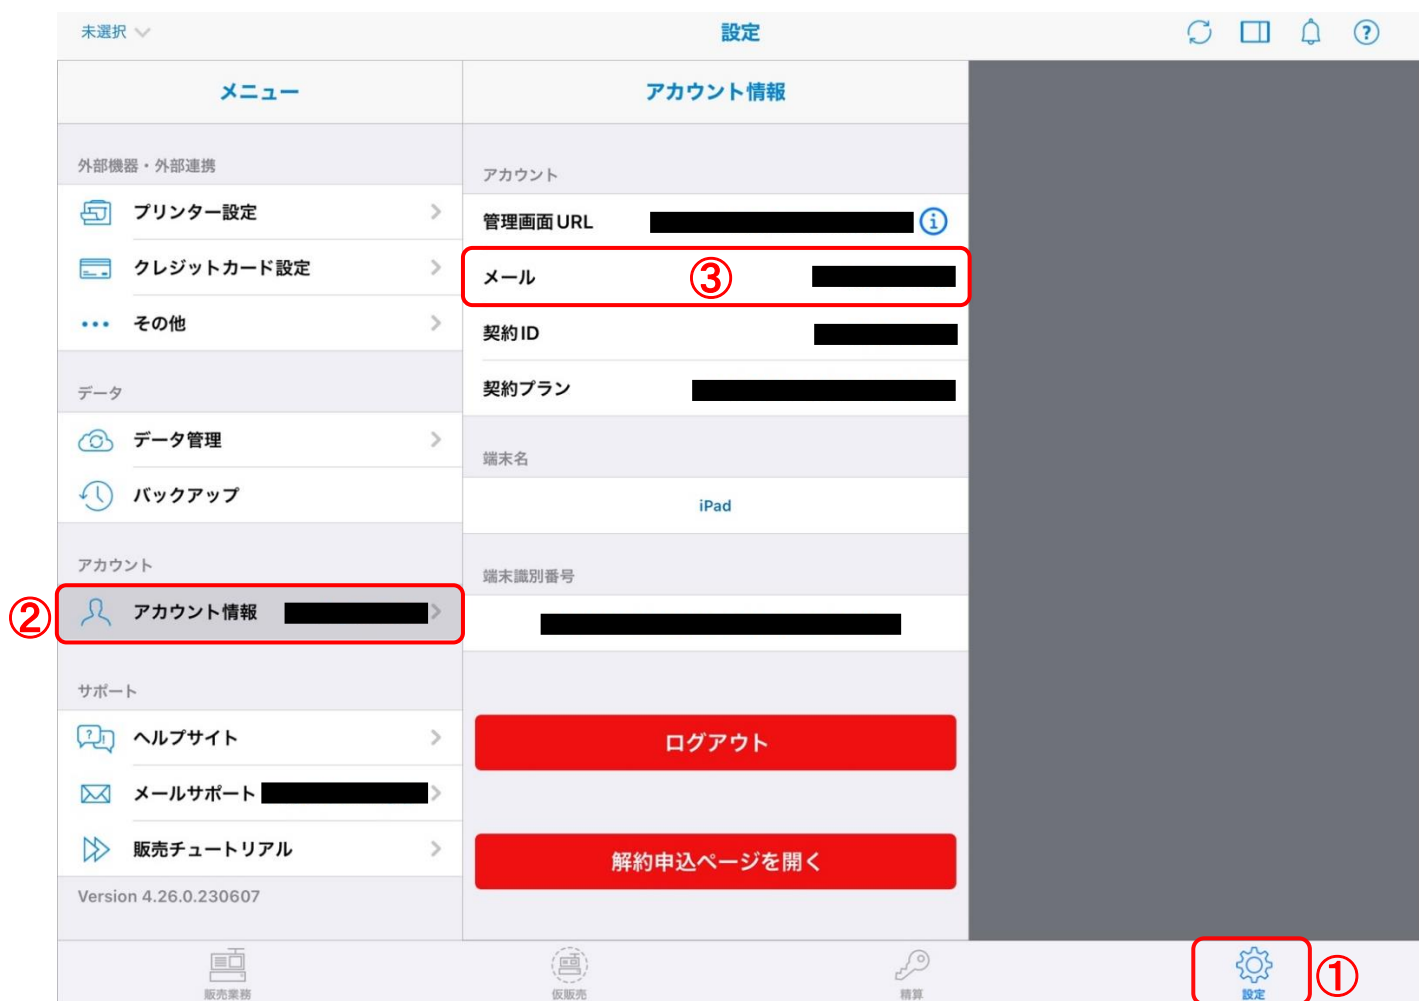 未選択
設定
メニュー
アカウント情報
外部機器・外部連携
プリンター設定
クレジットカード設定
その他
データ
データ管理
バックアップ
アカウント
② アカウント情報
サポート
ヘルプサイト
メールサポート
販売チュートリアル
Version 4.26.0.230607
アカウント
管理画面URL
メール ③
契約ID
契約プラン
端末名
iPad
端末識別番号
ログアウト
解約申込ページを開く
販売業務
仮販売
精算
設定 ①